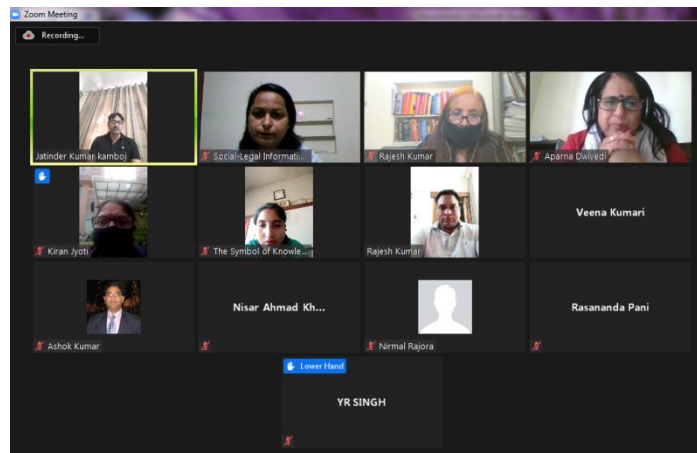 Zoom Meeting
Recording...
Jatinder Kumar kamboj
Social-Legal Informati...
Rajesh Kumar
Aparna Dwivedi
Kiran Jyoti
The Symbol of Knowle...
Rajesh Kumar
Veena Kumari
Ashok Kumar
Nisar Ahmad Kh...
Nirmal Rajora
Rasananda Pani
Lower Hand
YR SINGH